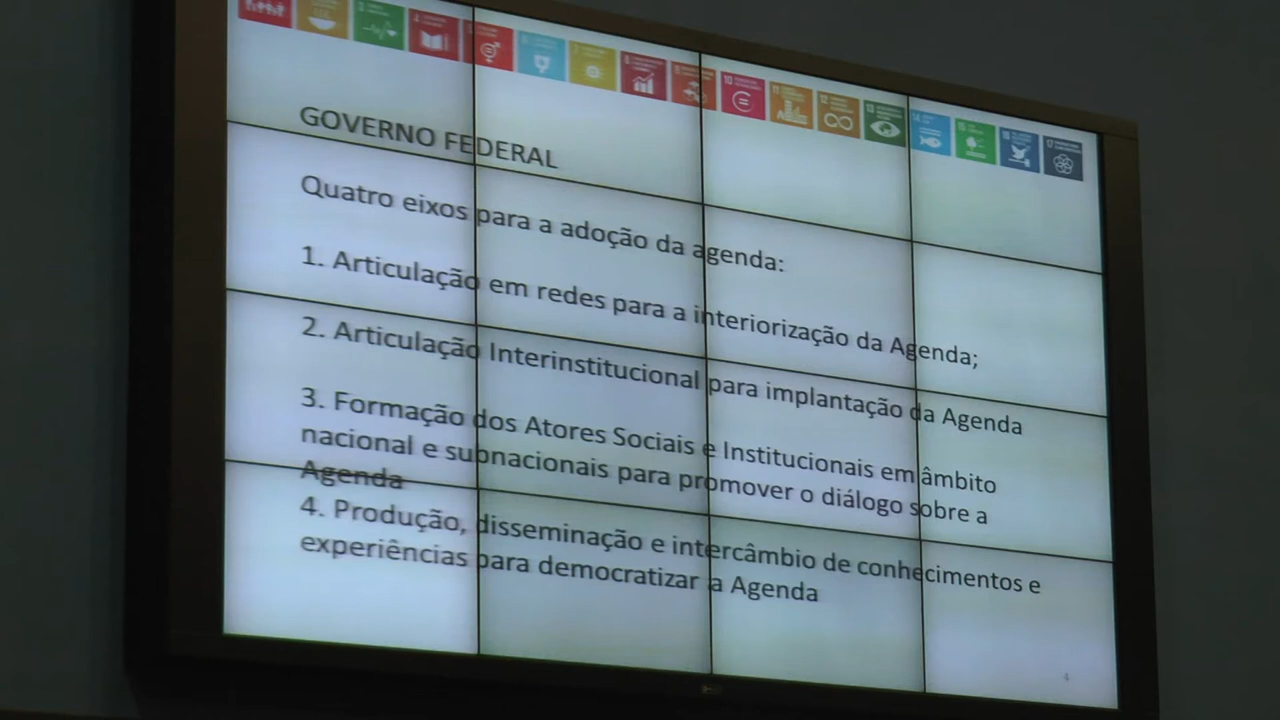 GOVERNO FEDERAL
Quatro eixos para a adoção da agenda:
1. Articulação em redes para a interiorização da Agenda;
2. Articulação Interinstitucional para implantação da Agenda
3. Formação dos Atores Sociais e Institucionais em âmbito
nacional e subnacionais para promover o diálogo sobre a
Agenda
4. Produção, disseminação e intercâmbio de conhecimentos e
experiências para democratizar a Agenda
4